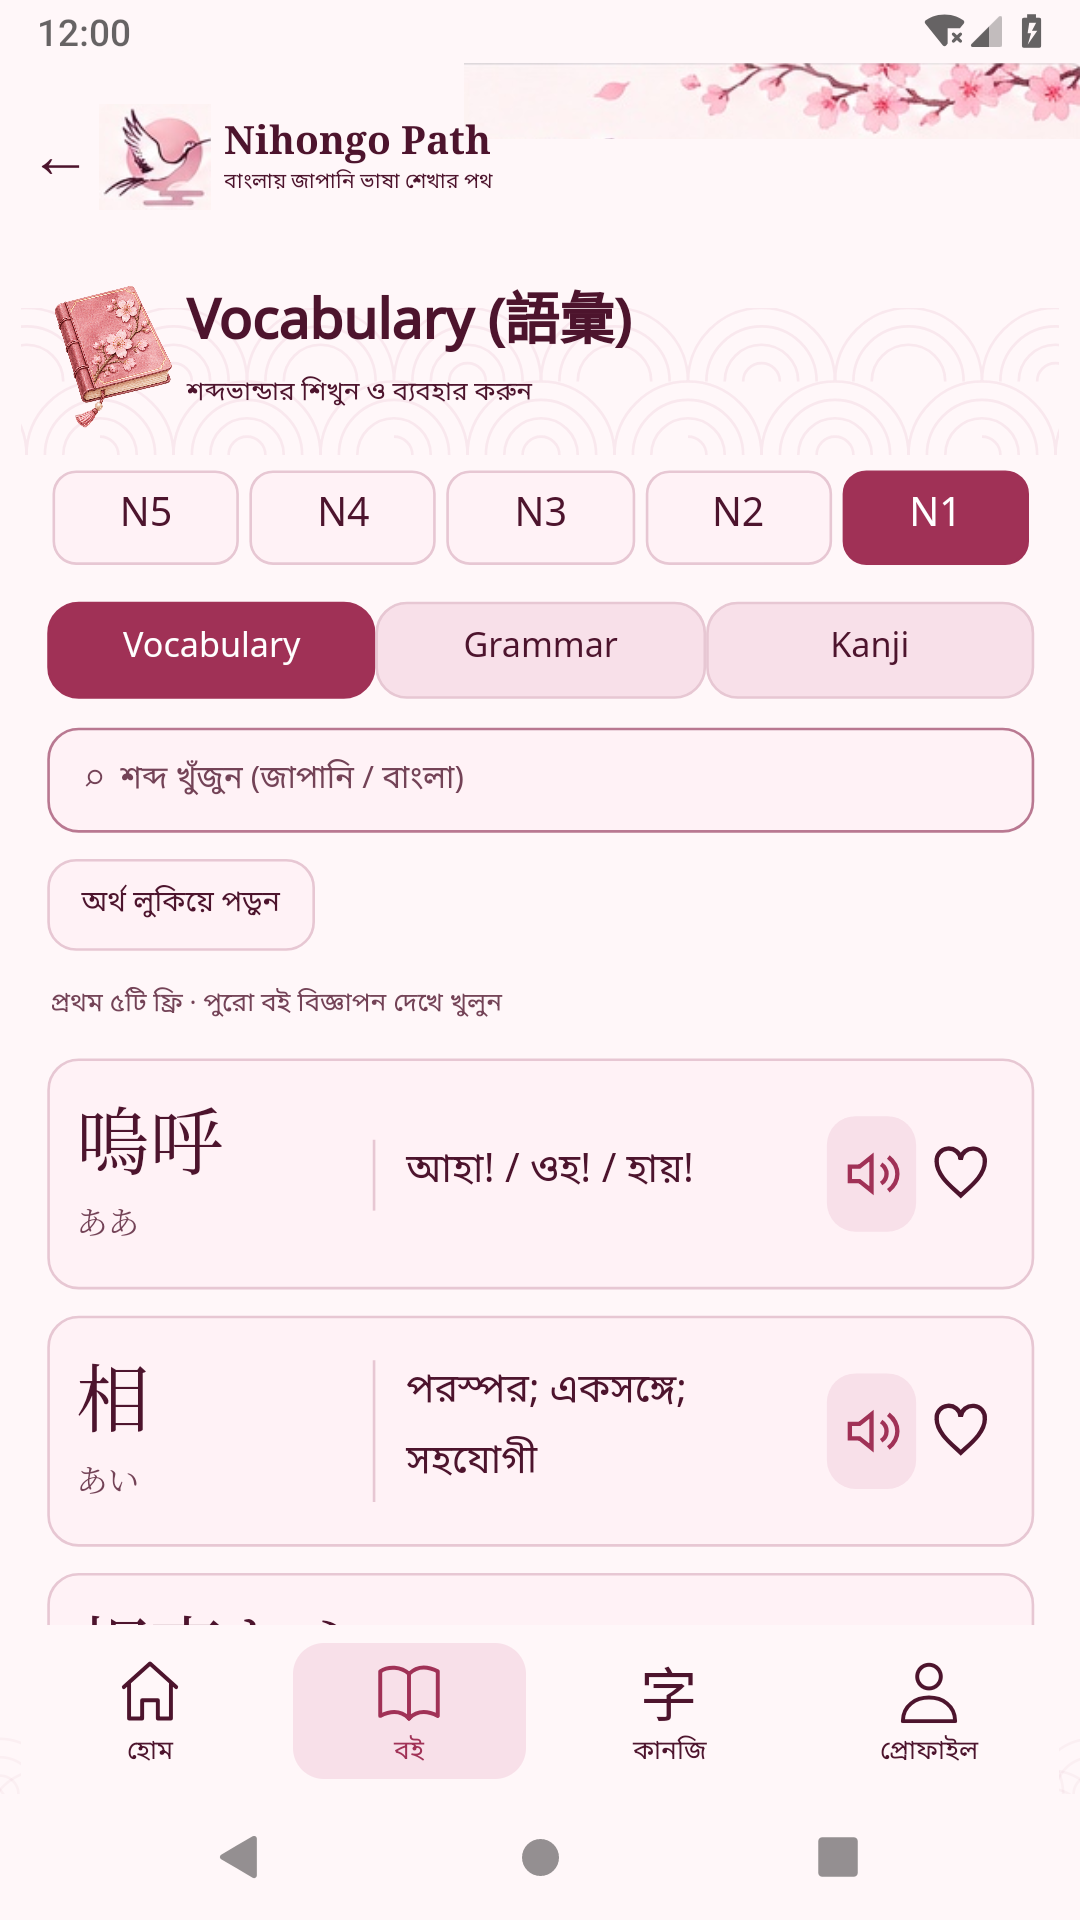 12:00
Nihongo Path
বাংলায় জাপানি ভাষা শেখার পথ
Vocabulary (語彙)
শব্দভান্ডার শিখুন ও ব্যবহার করুন
N5 N4 N3 N2 N1
Vocabulary Grammar Kanji
শব্দ খুঁজুন (জাপানি / বাংলা)
অর্থ লুকিয়ে পড়ুন
প্রথম ৫টি ফ্রি · পুরো বই বিজ্ঞাপন দেখে খুলুন
嗚呼
ああ
আহা! / ওহ! / হায়!
相
あい
পরস্পর; একসঙ্গে;
সহযোগী
字
হোম বই কানজি প্রোফাইল